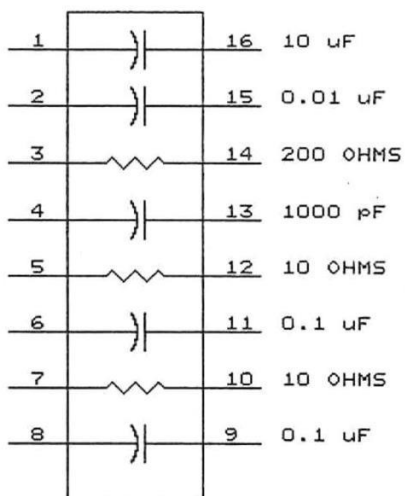 1 16 10 uF
2 15 0.01 uF
3 14 200 OHMS
4 13 1000 pF
5 12 10 OHMS
6 11 0.1 uF
7 10 10 OHMS
8 9 0.1 uF